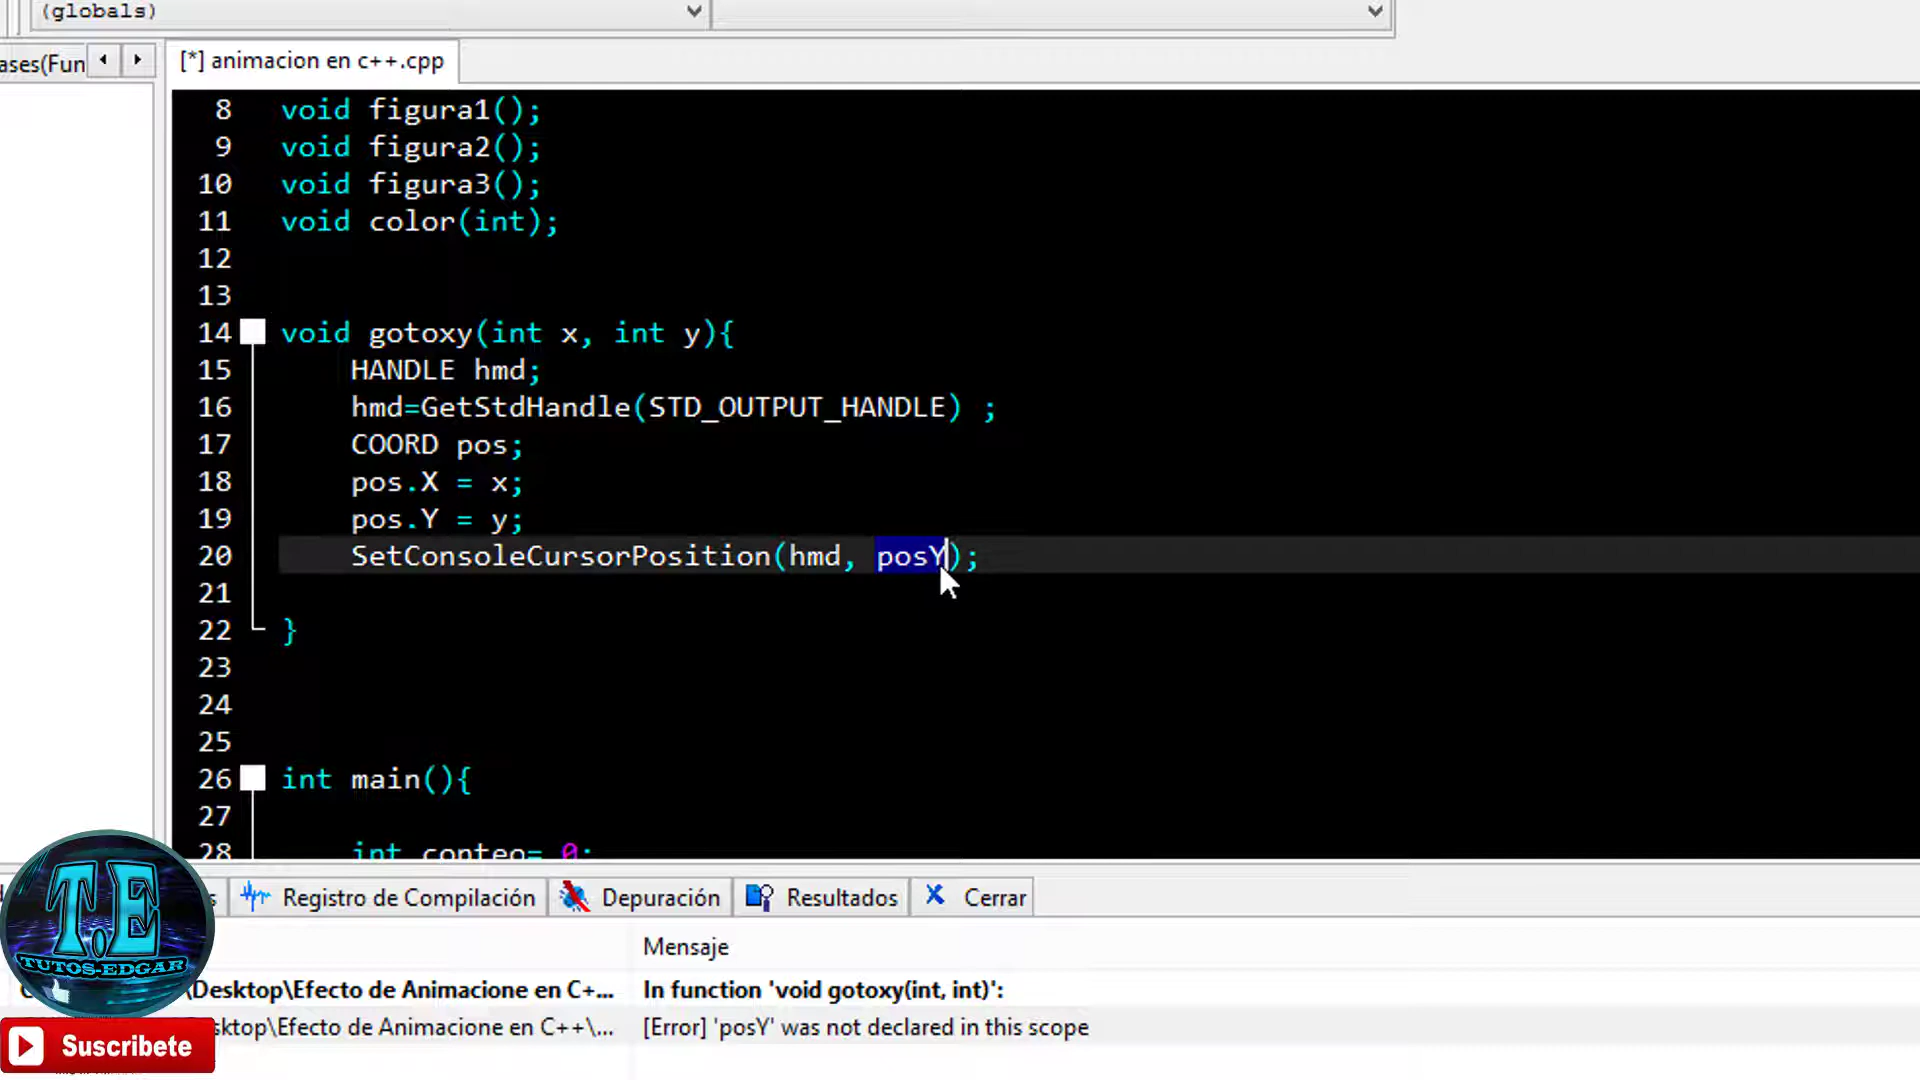 (globals)
ases(Fun
[*] animacion en c++.cpp
8 void figura1();
9 void figura2();
10 void figura3();
11 void color(int);
12
13
14 void gotoxy(int x, int y){
15 HANDLE hmd;
16 hmd=GetStdHandle(STD_OUTPUT_HANDLE) ;
17 COORD pos;
18 pos.X = x;
19 pos.Y = y;
20 SetConsoleCursorPosition(hmd, posY);
21
22 }
23
24
25
26 int main(){
27
28 int conteo= 0;
Registro de Compilación Depuración Resultados Cerrar
Mensaje
\Desktop\Efecto de Animacione en C+... In function 'void gotoxy(int, int)':
sktop\Efecto de Animacione en C++\... [Error] 'posY' was not declared in this scope
T.E
TUTOS-EDGAR
Suscribete